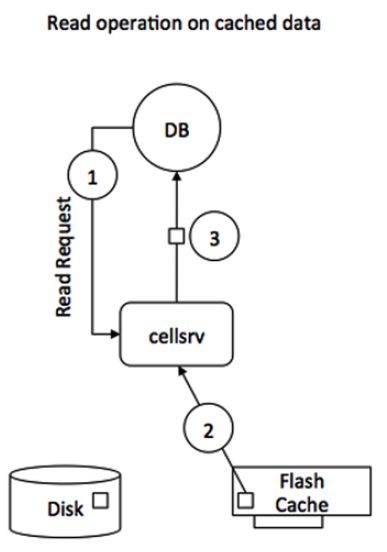 Read operation on cached data
DB
1
Read Request
3
cellsrv
2
Disk
Flash
Cache